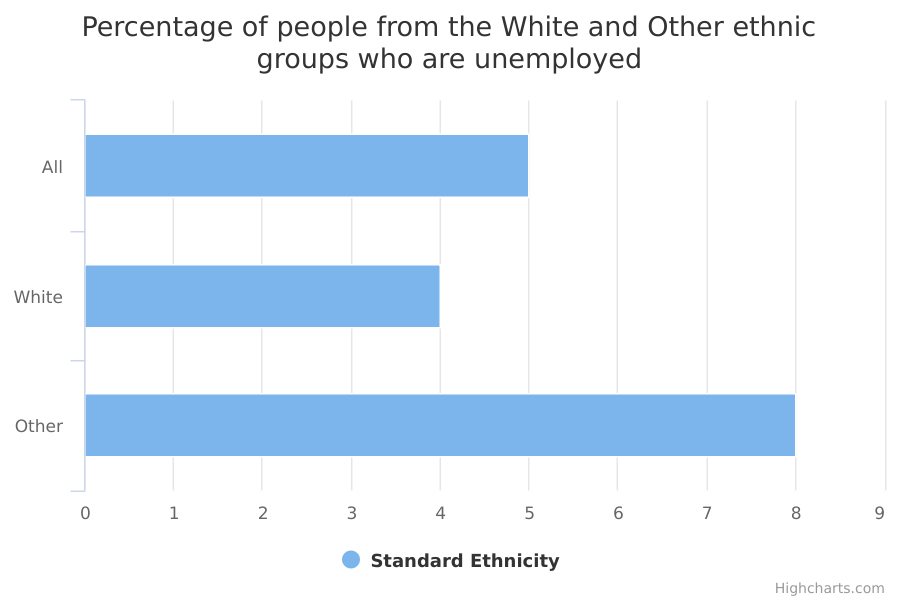 Percentage of people from the White and Other ethnic
groups who are unemployed
All
White
Other
0 1 2 3 4 5 6 7 8 9
Standard Ethnicity
Highcharts.com